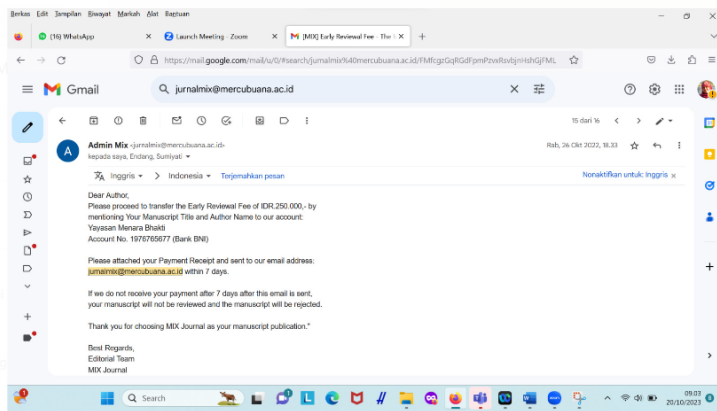 Berkas Edit Tampilan Riwayat Markah Alat Bantuan
(16) WhatsApp
Launch Meeting - Zoom
[MIX] Early Reviewal Fee - The
https://mail.google.com/mail/u/0/#search/jurnalmix%40mercubuana.ac.id/
Gmail
jurnalmix@mercubuana.ac.id
15 dari 16
Admin Mix <jurnalmix@mercubuana.ac.id>
Rab, 26 Okt 2022, 18.33
kepada saya, Endang, Sumiyati
Inggris > Indonesia Terjemahkan pesan
Nonaktifkan untuk: Inggris x
Dear Author,
Please proceed to transfer the Early Reviewal Fee of IDR.250.000,- by
mentioning Your Manuscript Title and Author Name to our account:
Yayasan Menara Bhakti
Account No. 1976765677 (Bank BNI)
Please attached your Payment Receipt and sent to our email address:
jurnalmix@mercubuana.ac.id within 7 days.
If we do not receive your payment after 7 days after this email is sent,
your manuscript will not be reviewed and the manuscript will be rejected.
Thank you for choosing MIX Journal as your manuscript publication."
Best Regards,
Editorial Team
MIX Journal
Search
09.03
20/10/2023